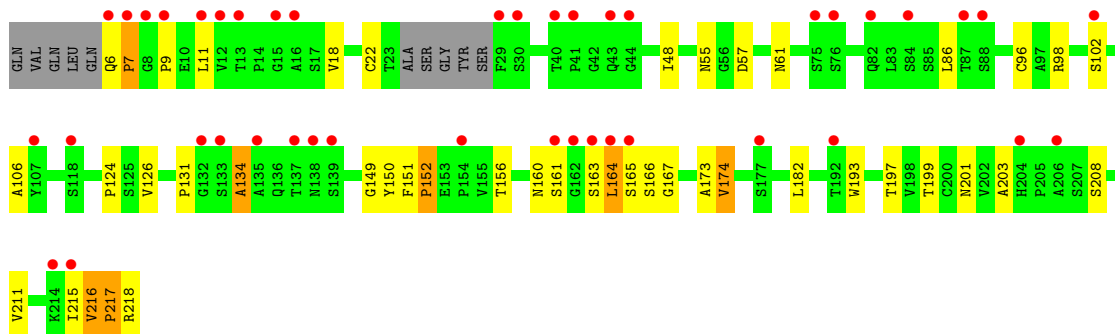 GLN VAL GLN LEU GLN Q6 P7 G8 P9 E10 L11 V12 T13 P14 G15 A16 S17 V18 C22 T23 ALA SER GLY TYR SER F29 S30 T40 P41 G42 Q43 G44 I48 N55 G56 D57 N61 S75 S76 Q82 L83 S84 S85 L86 T87 S88 C96 A97 R98 S102
A106 Y107 S118 P124 S125 V126 P131 G132 S133 A134 A135 Q136 T137 N138 S139 G149 Y150 F151 P152 E153 P154 V155 T156 N160 S161 G162 S163 L164 S165 S166 G167 A173 V174 S177 L182 T192 W193 T197 V198 T199 C200 N201 V202 A203 H204 P205 A206 S207 S208
V211 K214 I215 V216 P217 R218